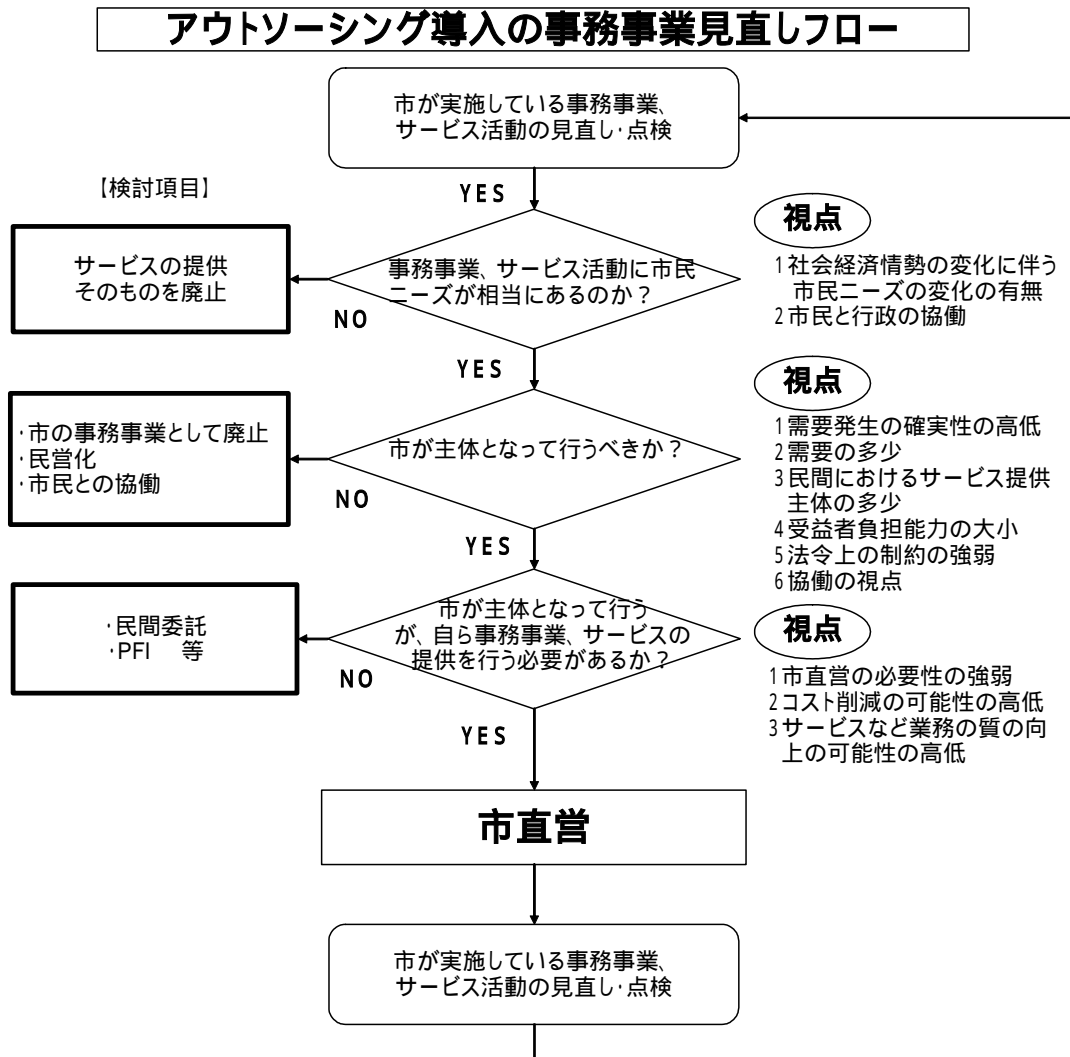 アウトソーシング導入の事務事業見直しフロー
市が実施している事務事業、
サービス活動の見直し・点検
YES
【検討項目】
サービスの提供
そのものを廃止
事務事業、サービス活動に市民
ニーズが相当にあるのか？
NO
視点
1社会経済情勢の変化に伴う
市民ニーズの変化の有無
2市民と行政の協働
YES
・市の事務事業として廃止
・民営化
・市民との協働
市が主体となって行うべきか？
NO
視点
1需要発生の確実性の高低
2需要の多少
3民間におけるサービス提供
主体の多少
4受益者負担能力の大小
5法令上の制約の強弱
6協働の視点
YES
・民間委託
・PFI 等
市が主体となって行う
が、自ら事務事業、サービスの
提供を行う必要があるか？
NO
視点
1市直営の必要性の強弱
2コスト削減の可能性の高低
3サービスなど業務の質の向
上の可能性の高低
YES
市直営
市が実施している事務事業、
サービス活動の見直し・点検